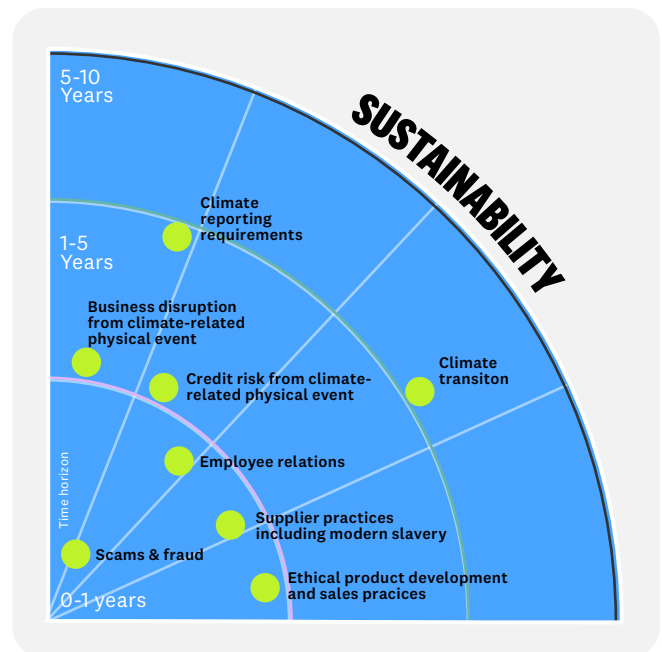 5-10
Years
SUSTAINABILITY
Climate
reporting
requirements
1-5
Years
Business disruption
from climate-related
physical event
Credit risk from climate-
related physical event
Climate
transiton
Employee relations
Time horizon
Supplier practices
including modern slavery
Scams & fraud
Ethical product development
and sales pracices
0-1 years